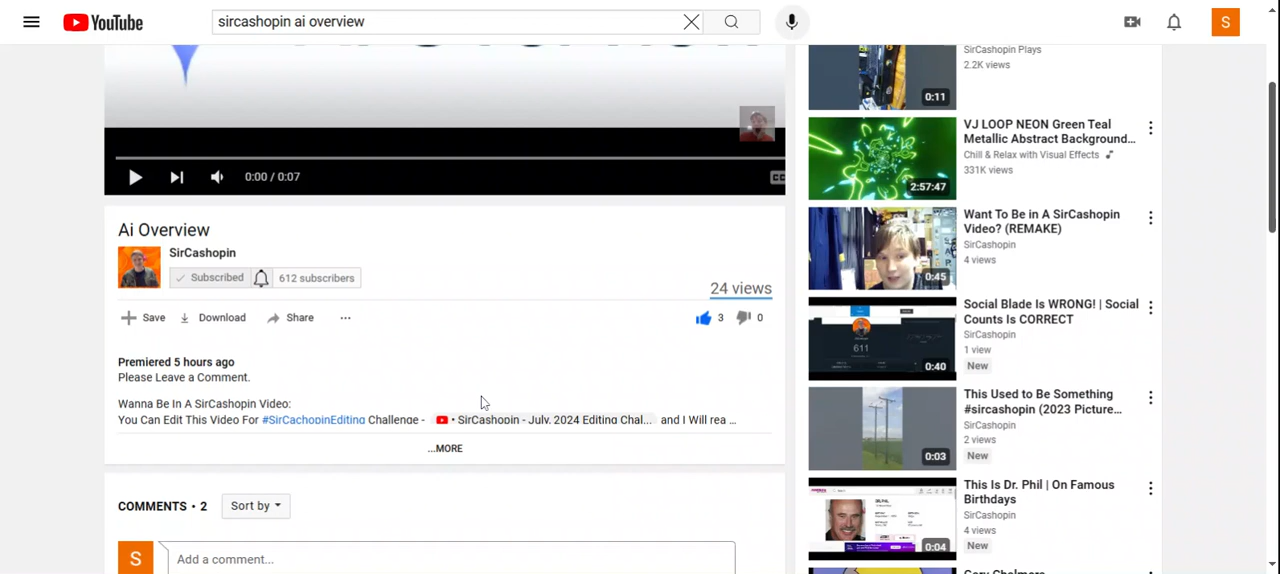 YouTube
sircashopin ai overview
S
0:00 / 0:07
Ai Overview
SirCashopin
Subscribed
612 subscribers
24 views
Save
Download
Share
3
0
Premiered 5 hours ago
Please Leave a Comment.
Wanna Be In A SirCashopin Video:
You Can Edit This Video For #SirCachopinEditing Challenge - • SirCashopin - July, 2024 Editing Chal... and I Will rea ...
...MORE
COMMENTS • 2
Sort by
S
Add a comment...
SirCashopin Plays
2.2K views
0:11
VJ LOOP NEON Green Teal
Metallic Abstract Background...
Chill & Relax with Visual Effects
331K views
2:57:47
Want To Be in A SirCashopin
Video? (REMAKE)
SirCashopin
4 views
0:45
Social Blade Is WRONG! | Social
Counts Is CORRECT
SirCashopin
1 view
New
611
0:40
This Used to Be Something
#sircashopin (2023 Picture...
SirCashopin
2 views
New
0:03
This Is Dr. Phil | On Famous
Birthdays
SirCashopin
4 views
New
0:04